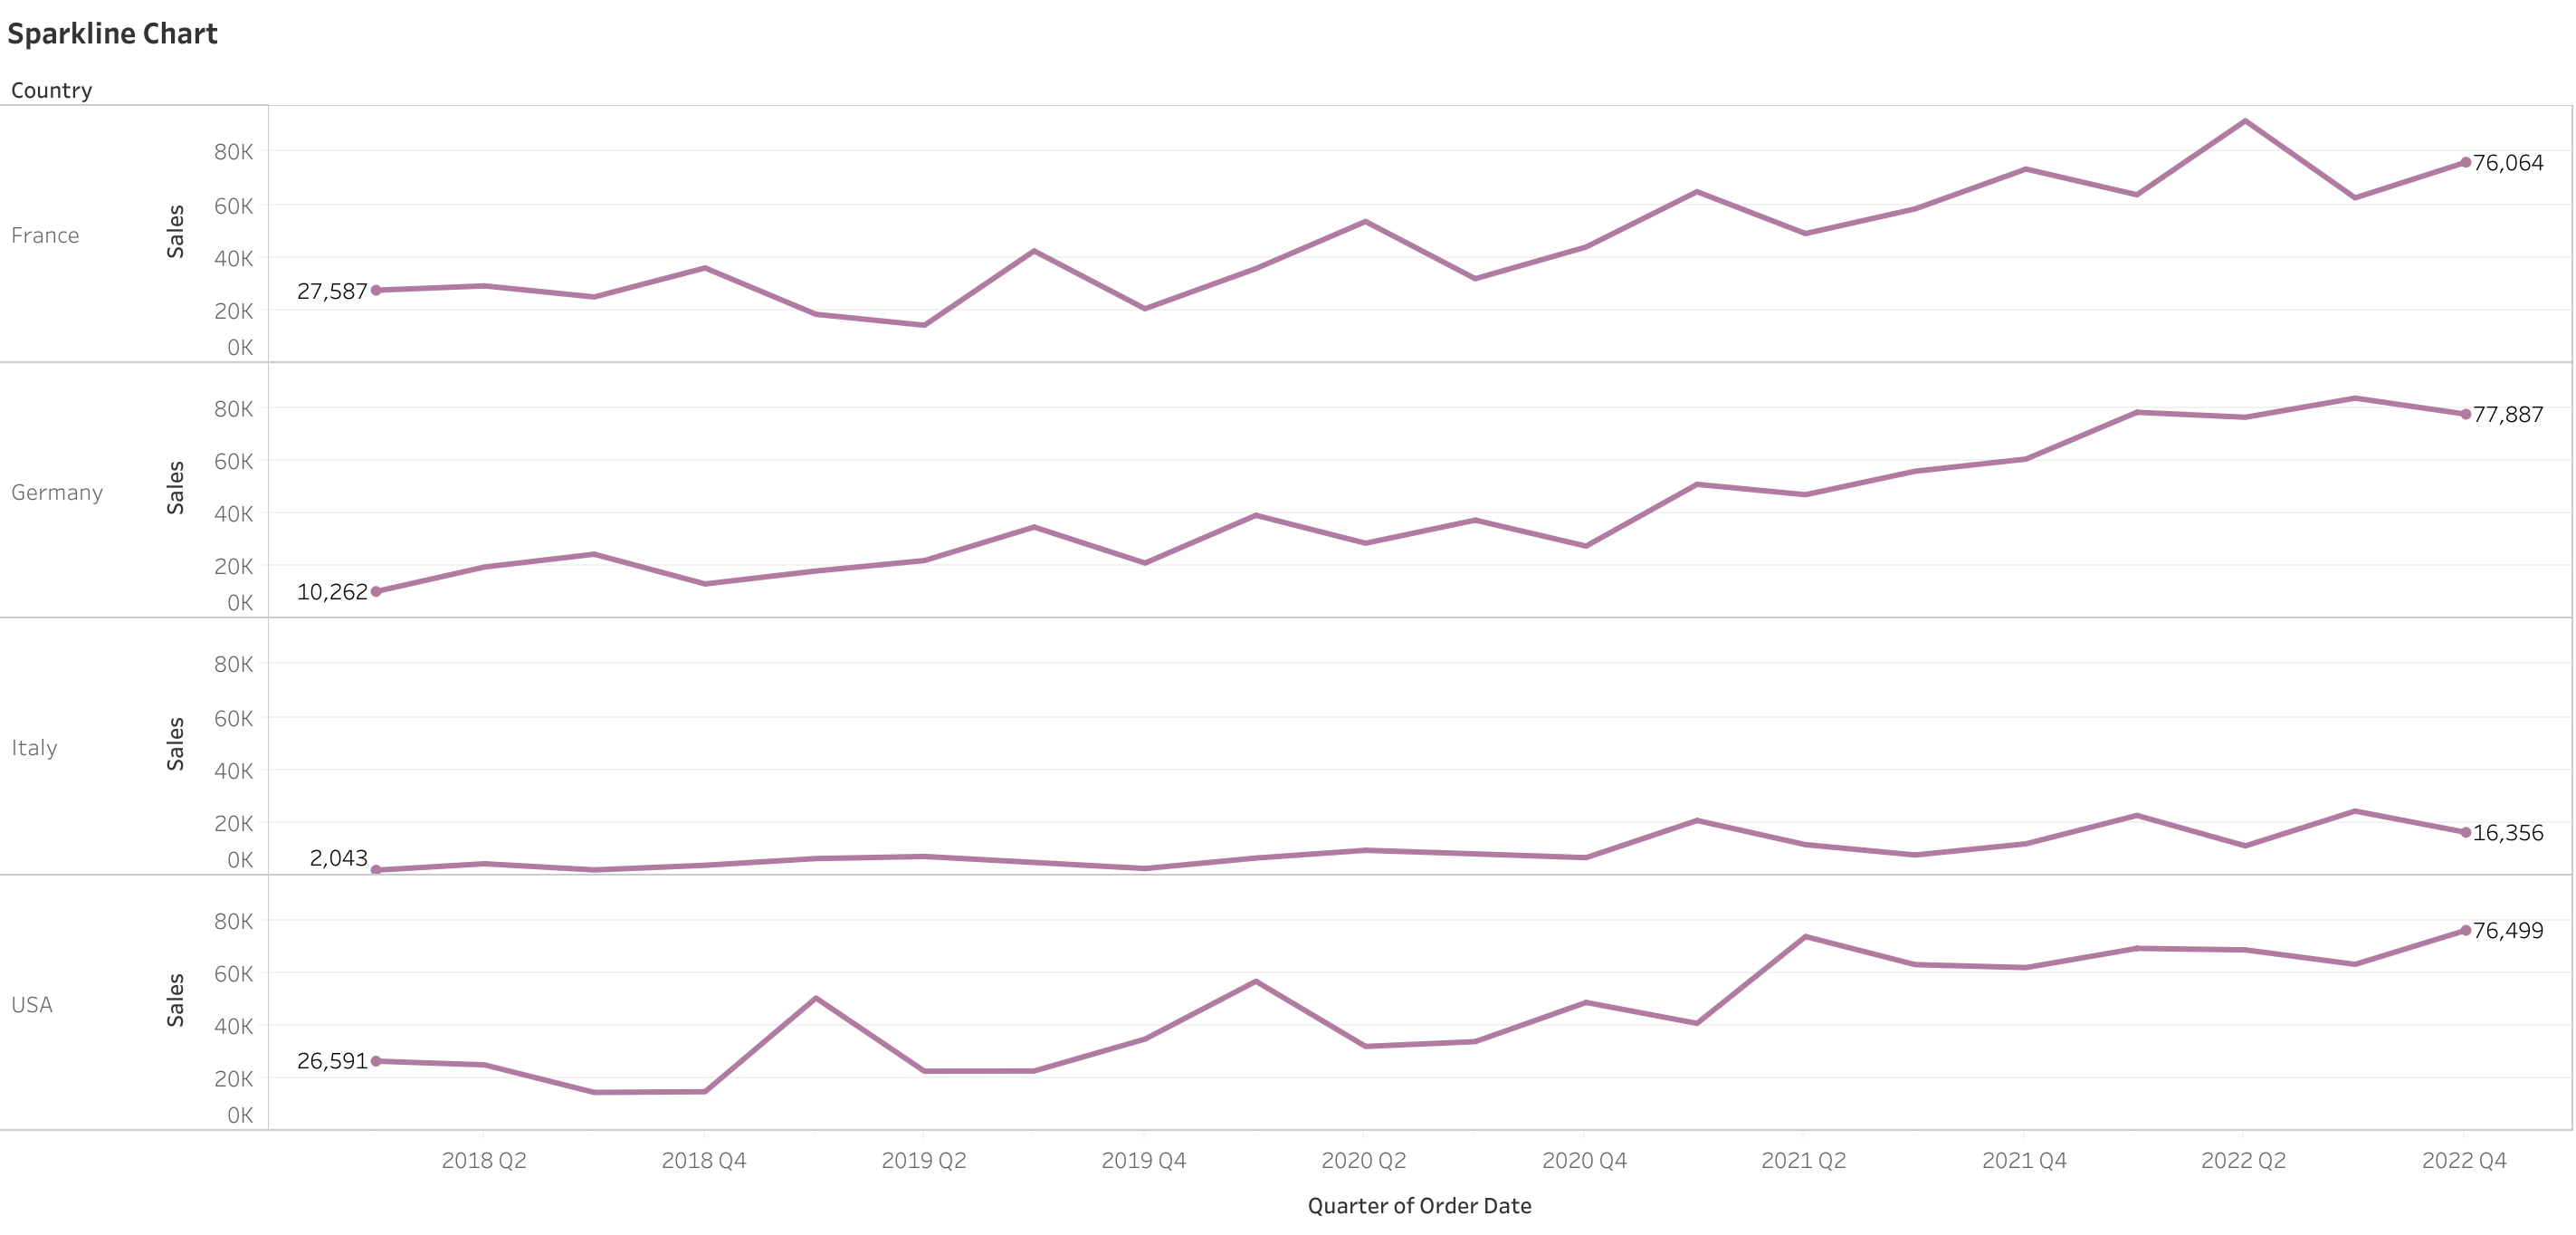 Sparkline Chart
Country
France
Sales
80K
60K
40K
20K
0K
27,587
76,064
Germany
Sales
80K
60K
40K
20K
0K
10,262
77,887
Italy
Sales
80K
60K
40K
20K
0K
2,043
16,356
USA
Sales
80K
60K
40K
20K
0K
26,591
76,499
2018 Q2 2018 Q4 2019 Q2 2019 Q4 2020 Q2 2020 Q4 2021 Q2 2021 Q4 2022 Q2 2022 Q4
Quarter of Order Date